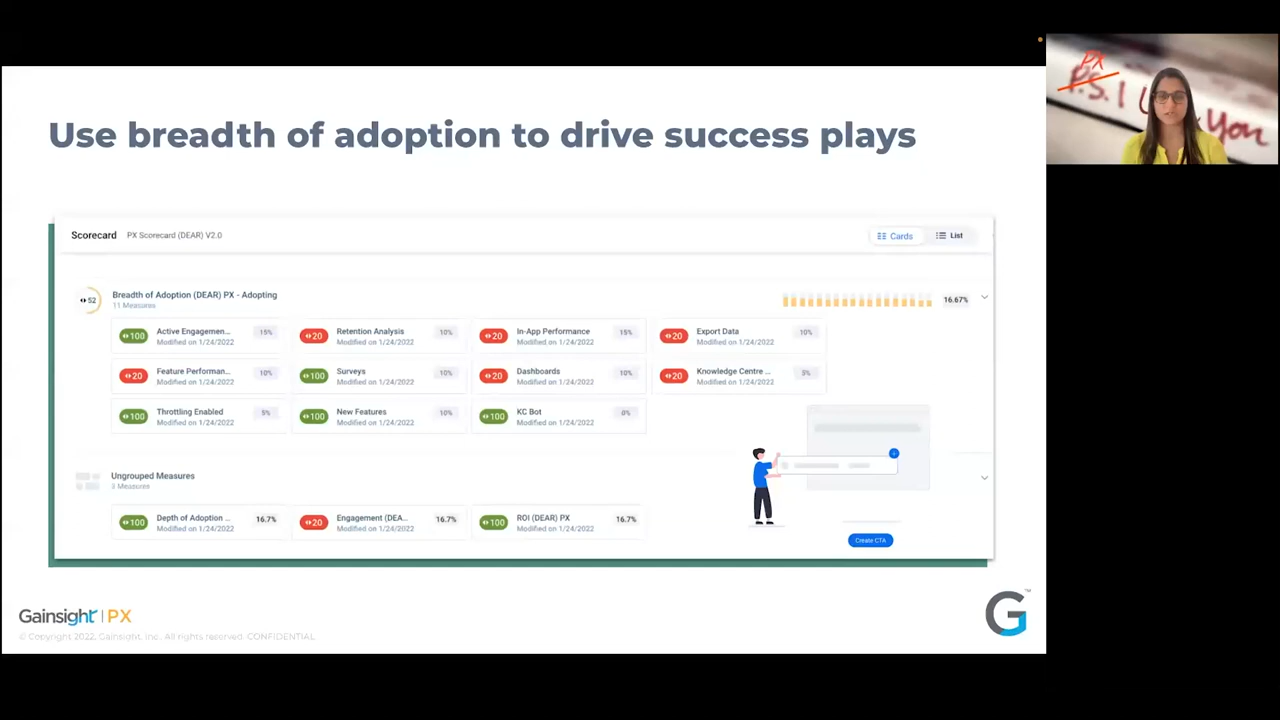 Use breadth of adoption to drive success plays
Scorecard PX Scorecard (DEAR) V2.0
Cards List
52 Breadth of Adoption (DEAR) PX - Adopting
11 Measures
16.67%
100 Active Engagemen... 15%
Modified on 1/24/2022
20 Retention Analysis 10%
Modified on 1/24/2022
20 In-App Performance 15%
Modified on 1/24/2022
20 Export Data 10%
Modified on 1/24/2022
20 Feature Performan... 10%
Modified on 1/24/2022
100 Surveys 10%
Modified on 1/24/2022
20 Dashboards 10%
Modified on 1/24/2022
20 Knowledge Centre ... 5%
Modified on 1/24/2022
100 Throttling Enabled 5%
Modified on 1/24/2022
100 New Features 10%
Modified on 1/24/2022
100 KC Bot 0%
Modified on 1/24/2022
Ungrouped Measures
3 Measures
100 Depth of Adoption ... 16.7%
Modified on 1/24/2022
20 Engagement (DEA... 16.7%
Modified on 1/24/2022
100 ROI (DEAR) PX 16.7%
Modified on 1/24/2022
Create CTA
Gainsight | PX
© Copyright 2022, Gainsight, Inc., All rights reserved. CONFIDENTIAL
G
TM
PX
P.S. I
You